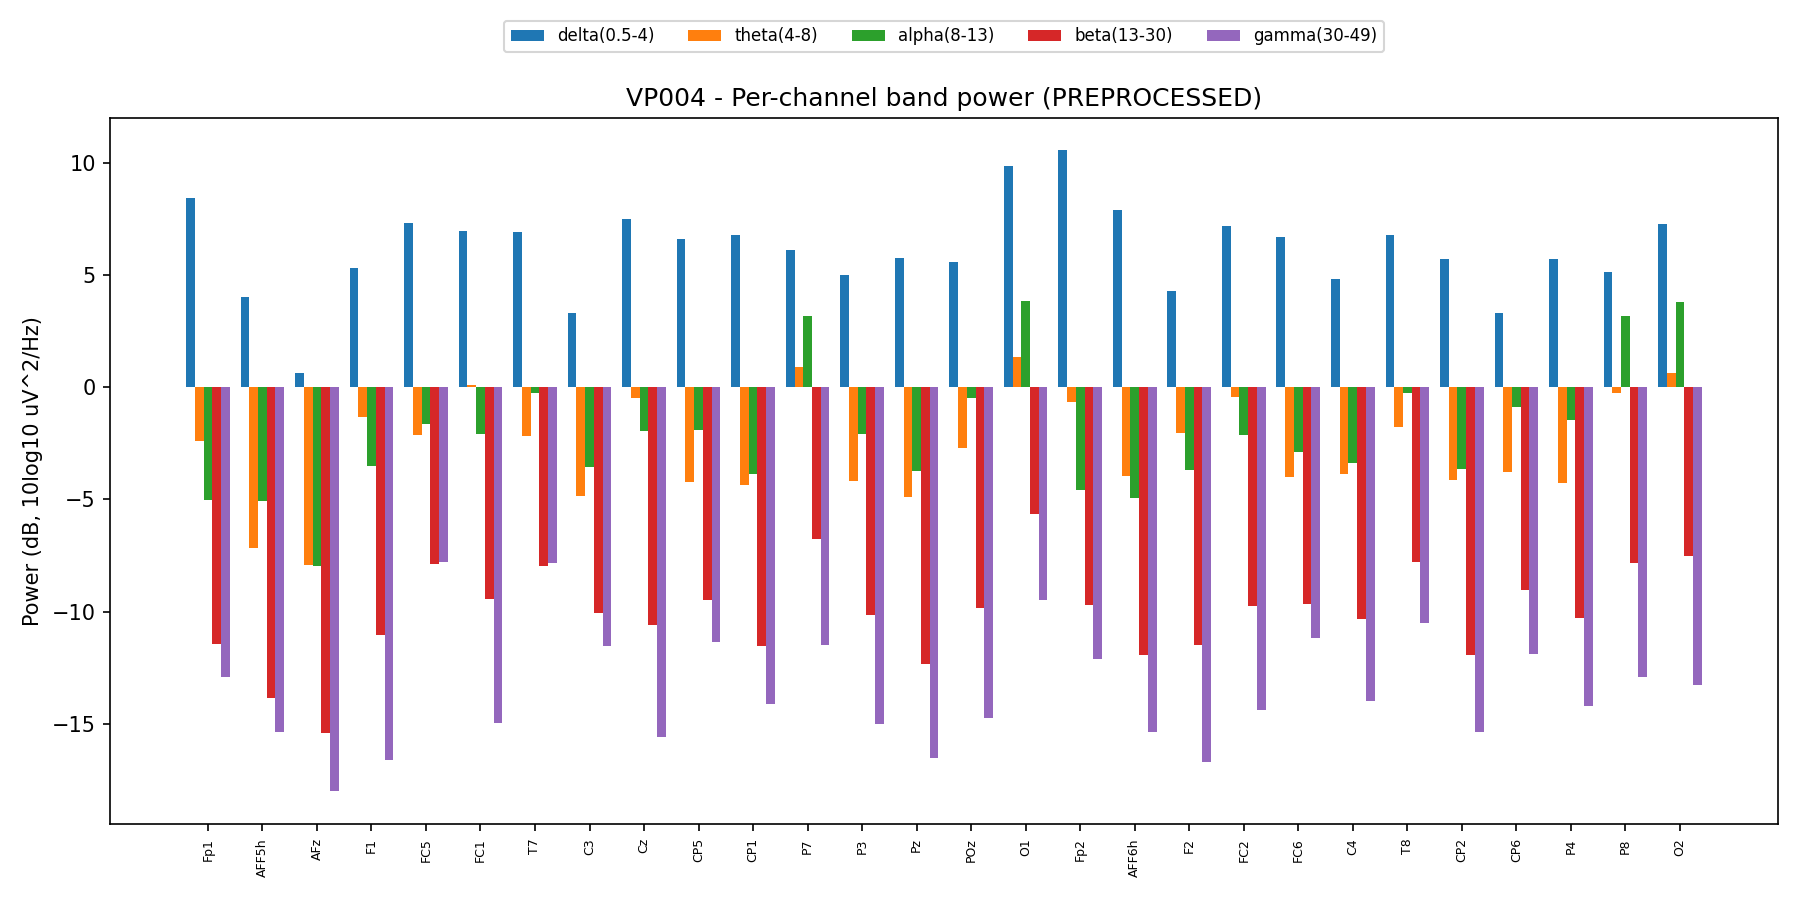 delta(0.5-4) theta(4-8) alpha(8-13) beta(13-30) gamma(30-49)
VP004 - Per-channel band power (PREPROCESSED)
Power (dB, 10log10 uV^2/Hz)
10
5
0
−5
−10
−15
Fp1 AFF5h AFz F1 FC5 FC1 T7 C3 Cz CP5 CP1 P7 P3 Pz POz O1 Fp2 AFF6h F2 FC2 FC6 C4 T8 CP2 CP6 P4 P8 O2